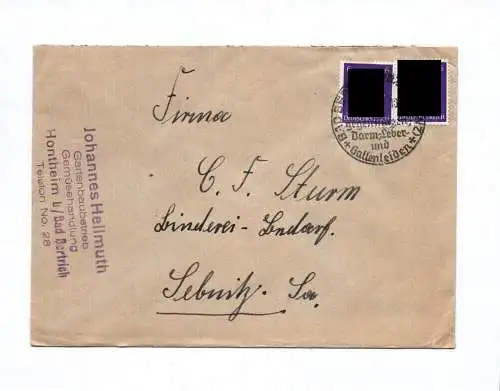 Johannes Hellmuth
Gartenbaubetrieb
Gemüsehandlung
Hontheim b/Bad Bertrich
Telefon No. 28
Firma
C. F. Sturm
Binderei-Bedarf.
Sebnitz. Sa.
Darm-Leber-
und
Gallenleiden